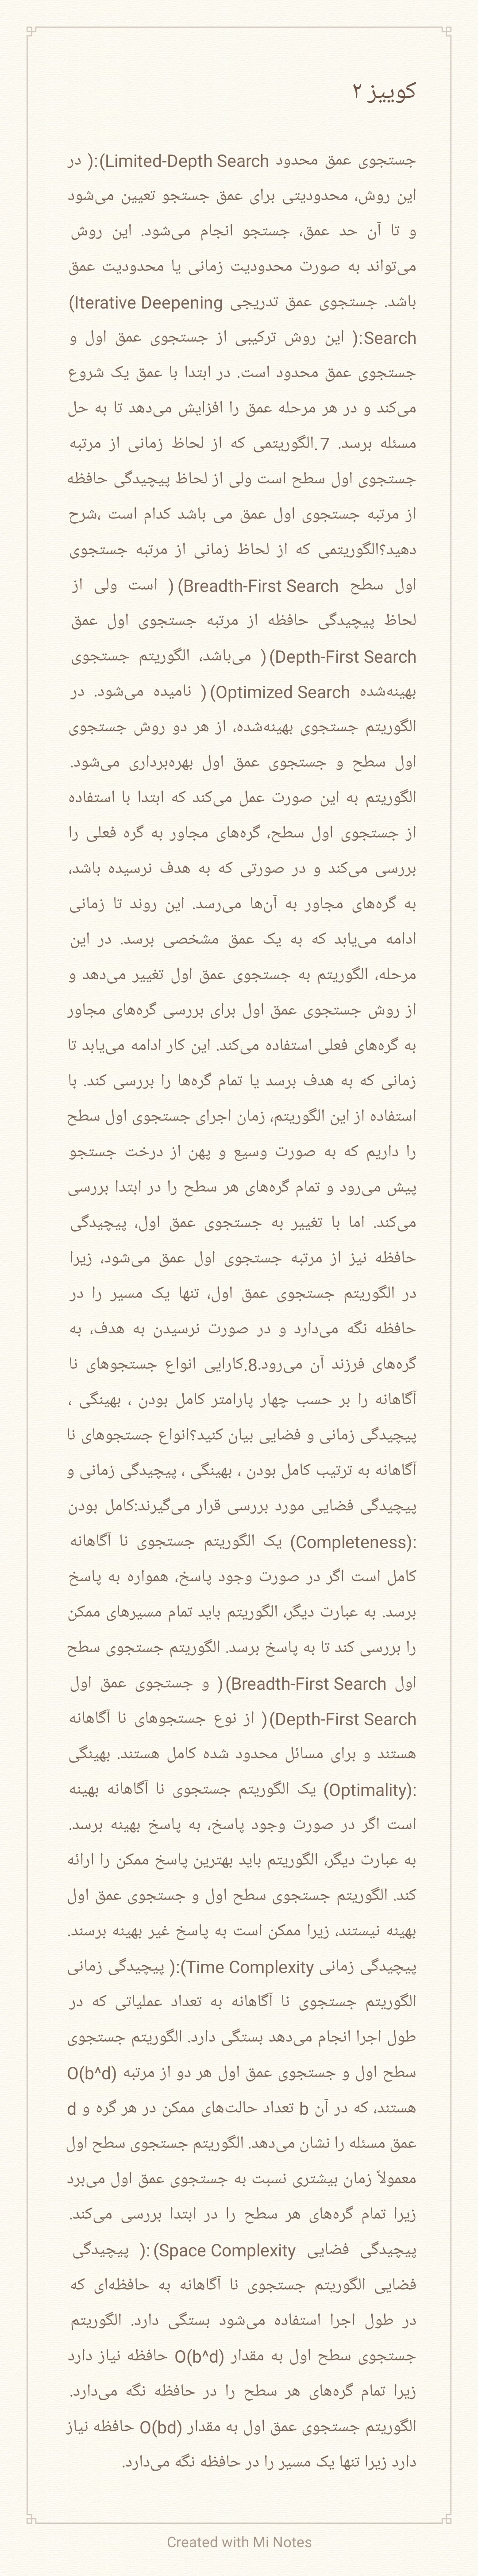 کوییز ۲
جستجوی عمق محدود Limited-Depth Search):( در
این روش، محدودیتی برای عمق جستجو تعیین می‌شود
و تا آن حد عمق، جستجو انجام می‌شود. این روش
می‌تواند به صورت محدودیت زمانی یا محدودیت عمق
باشد. جستجوی عمق تدریجی Iterative Deepening)
Search:( این روش ترکیبی از جستجوی عمق اول و
جستجوی عمق محدود است. در ابتدا با عمق یک شروع
می‌کند و در هر مرحله عمق را افزایش می‌دهد تا به حل
مسئله برسد. 7.الگوریتمی که از لحاظ زمانی از مرتبه
جستجوی اول سطح است ولی از لحاظ پیچیدگی حافظه
از مرتبه جستجوی اول عمق می باشد کدام است ،شرح
دهید؟الگوریتمی که از لحاظ زمانی از مرتبه جستجوی
اول سطح Breadth-First Search)( است ولی از
لحاظ پیچیدگی حافظه از مرتبه جستجوی اول عمق
Depth-First Search)( می‌باشد، الگوریتم جستجوی
بهینه‌شده Optimized Search)( نامیده می‌شود. در
الگوریتم جستجوی بهینه‌شده، از هر دو روش جستجوی
اول سطح و جستجوی عمق اول بهره‌برداری می‌شود.
الگوریتم به این صورت عمل می‌کند که ابتدا با استفاده
از جستجوی اول سطح، گره‌های مجاور به گره فعلی را
بررسی می‌کند و در صورتی که به هدف نرسیده باشد،
به گره‌های مجاور به آن‌ها می‌رسد. این روند تا زمانی
ادامه می‌یابد که به یک عمق مشخصی برسد. در این
مرحله، الگوریتم به جستجوی عمق اول تغییر می‌دهد و
از روش جستجوی عمق اول برای بررسی گره‌های مجاور
به گره‌های فعلی استفاده می‌کند. این کار ادامه می‌یابد تا
زمانی که به هدف برسد یا تمام گره‌ها را بررسی کند. با
استفاده از این الگوریتم، زمان اجرای جستجوی اول سطح
را داریم که به صورت وسیع و پهن از درخت جستجو
پیش می‌رود و تمام گره‌های هر سطح را در ابتدا بررسی
می‌کند. اما با تغییر به جستجوی عمق اول، پیچیدگی
حافظه نیز از مرتبه جستجوی اول عمق می‌شود، زیرا
در الگوریتم جستجوی عمق اول، تنها یک مسیر را در
حافظه نگه می‌دارد و در صورت نرسیدن به هدف، به
گره‌های فرزند آن می‌رود.8.کارایی انواع جستجوهای نا
آگاهانه را بر حسب چهار پارامتر کامل بودن ، بهینگی ،
پیچیدگی زمانی و فضایی بیان کنید؟انواع جستجوهای نا
آگاهانه به ترتیب کامل بودن ، بهینگی ، پیچیدگی زمانی و
پیچیدگی فضایی مورد بررسی قرار می‌گیرند:کامل بودن
:(Completeness) یک الگوریتم جستجوی نا آگاهانه
کامل است اگر در صورت وجود پاسخ، همواره به پاسخ
برسد. به عبارت دیگر، الگوریتم باید تمام مسیرهای ممکن
را بررسی کند تا به پاسخ برسد. الگوریتم جستجوی سطح
اول Breadth-First Search)( و جستجوی عمق اول
Depth-First Search)( از نوع جستجوهای نا آگاهانه
هستند و برای مسائل محدود شده کامل هستند. بهینگی
:(Optimality) یک الگوریتم جستجوی نا آگاهانه بهینه
است اگر در صورت وجود پاسخ، به پاسخ بهینه برسد.
به عبارت دیگر، الگوریتم باید بهترین پاسخ ممکن را ارائه
کند. الگوریتم جستجوی سطح اول و جستجوی عمق اول
بهینه نیستند، زیرا ممکن است به پاسخ غیر بهینه برسند.
پیچیدگی زمانی Time Complexity):( پیچیدگی زمانی
الگوریتم جستجوی نا آگاهانه به تعداد عملیاتی که در
طول اجرا انجام می‌دهد بستگی دارد. الگوریتم جستجوی
سطح اول و جستجوی عمق اول هر دو از مرتبه O(b^d)
هستند، که در آن b تعداد حالت‌های ممکن در هر گره و d
عمق مسئله را نشان می‌دهد. الگوریتم جستجوی سطح اول
معمولاً زمان بیشتری نسبت به جستجوی عمق اول می‌برد
زیرا تمام گره‌های هر سطح را در ابتدا بررسی می‌کند.
پیچیدگی فضایی Space Complexity):( پیچیدگی
فضایی الگوریتم جستجوی نا آگاهانه به حافظه‌ای که
در طول اجرا استفاده می‌شود بستگی دارد. الگوریتم
جستجوی سطح اول به مقدار O(b^d) حافظه نیاز دارد
زیرا تمام گره‌های هر سطح را در حافظه نگه می‌دارد.
الگوریتم جستجوی عمق اول به مقدار O(bd) حافظه نیاز
دارد زیرا تنها یک مسیر را در حافظه نگه می‌دارد.
Created with Mi Notes